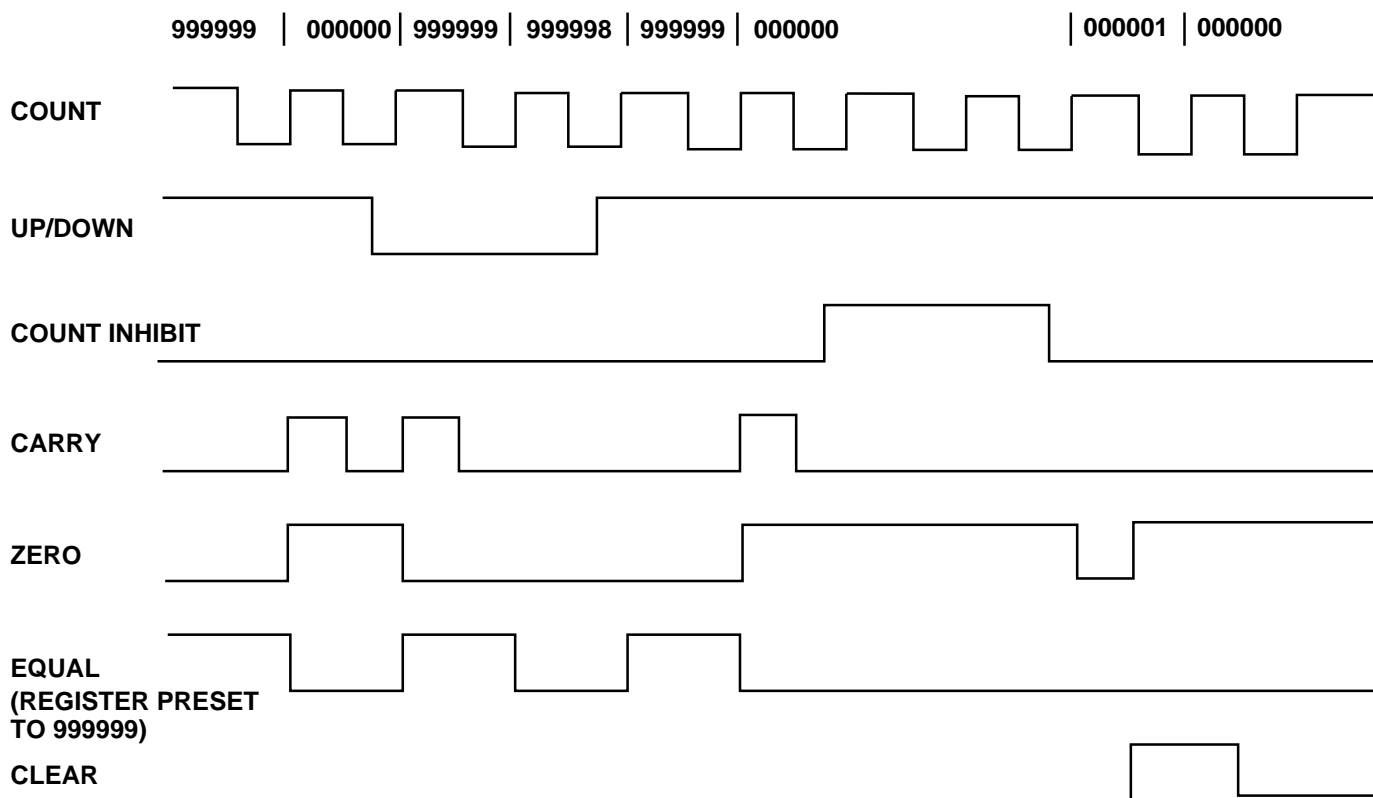 999999 | 000000 | 999999 | 999998 | 999999 | 000000 | 000001 | 000000
COUNT
UP/DOWN
COUNT INHIBIT
CARRY
ZERO
EQUAL
(REGISTER PRESET
TO 999999)
CLEAR